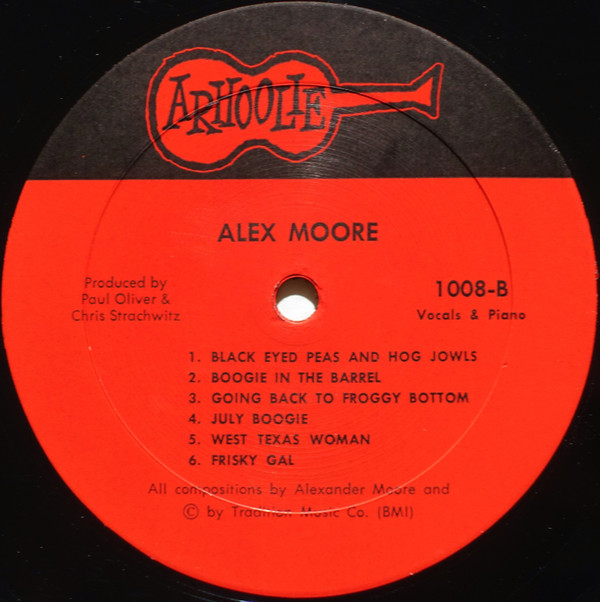 ARHOOLIE
ALEX MOORE
Produced by
Paul Oliver &
Chris Strachwitz
1008-B
Vocals & Piano
1. BLACK EYED PEAS AND HOG JOWLS
2. BOOGIE IN THE BARREL
3. GOING BACK TO FROGGY BOTTOM
4. JULY BOOGIE
5. WEST TEXAS WOMAN
6. FRISKY GAL
All compositions by Alexander Moore and
© by Tradition Music Co. (BMI)